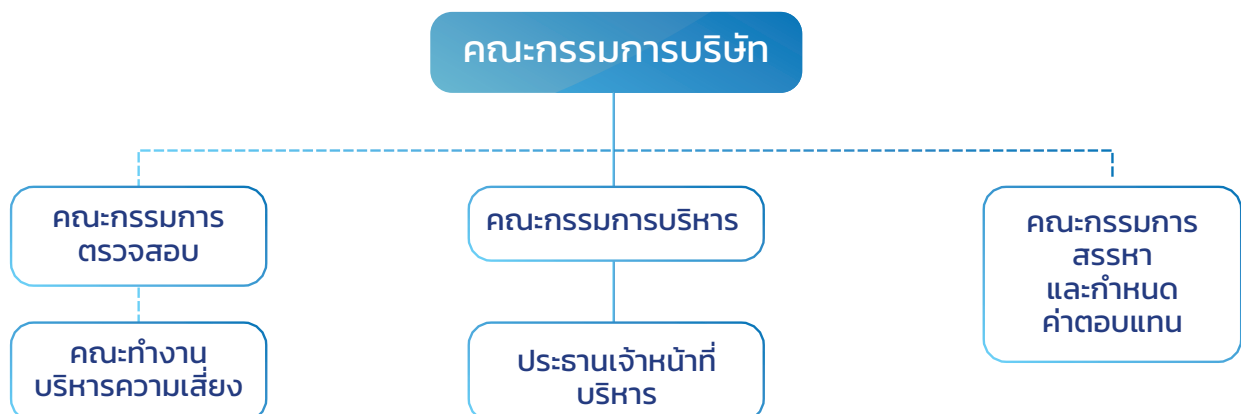 คณะกรรมการบริษัท
คณะกรรมการ
ตรวจสอบ
คณะกรรมการบริหาร
คณะกรรมการ
สรรหา
และกำหนด
ค่าตอบแทน
คณะทำงาน
บริหารความเสี่ยง
ประธานเจ้าหน้าที่
บริหาร